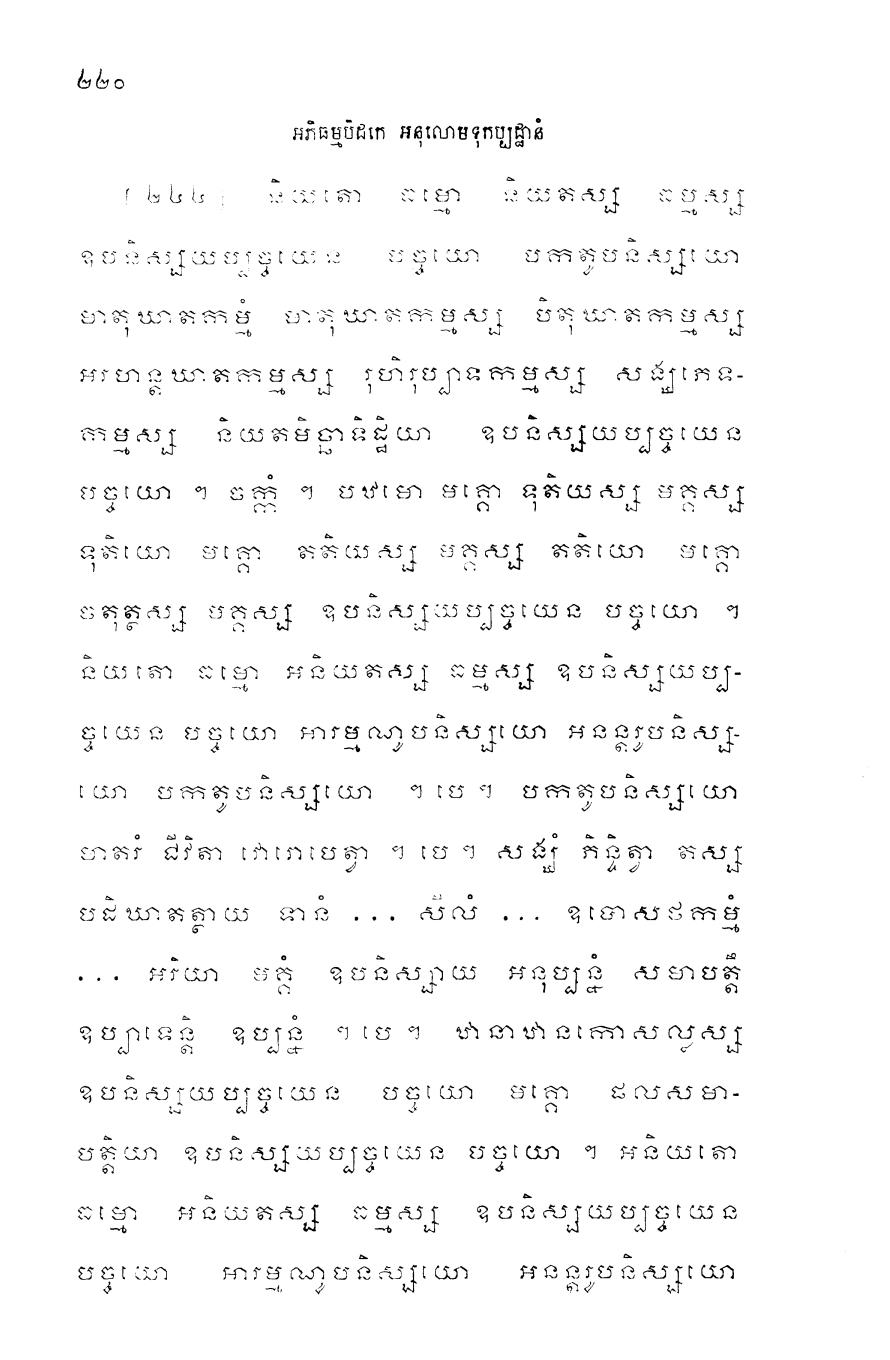 ២២០
អភិធម្មបិដកេ អនុលោមទុកប្បដ្ឋានំ
[២៤៤] និយតោ ធម្មោ និយតស្ស ធម្មស្ស
ឧបនិស្សយប្បច្ចយេន បច្ចយោ បកតូបនិស្សយោ
មាតុឃាតកកម្មំ មាតុឃាតកកម្មស្ស បិតុឃាតកកម្មស្ស
អរហន្តឃាតកកម្មស្ស រុហិរុប្បាទកម្មស្ស សង្ឃភេទ-
កម្មស្ស និយតមិច្ឆាទិដ្ឋិយា ឧបនិស្សយប្បច្ចយេន
បច្ចយោ ។ ចក្កំ ។ បឋមោ មគ្គោ ទុតិយស្ស មគ្គស្ស
ទុតិយោ មគ្គោ តតិយស្ស មគ្គស្ស តតិយោ មគ្គោ
ចតុត្ថស្ស មគ្គស្ស ឧបនិស្សយប្បច្ចយេន បច្ចយោ ។
និយតោ ធម្មោ អនិយតស្ស ធម្មស្ស ឧបនិស្សយប្ប-
ច្ចយេន បច្ចយោ អារម្មណូបនិស្សយោ អនន្តរូបនិស្ស-
យោ បកតូបនិស្សយោ ។ បេ ។ បកតូបនិស្សយោ
មាតរំ ជីវិតា វោរោបេត្វា ។ បេ ។ សង្ឃំ ភិន្ទិត្វា តស្ស
បដិឃាតត្ថាយ ទានំ ... សីលំ ... ឧបោសថកម្មំ
... អរិយា មគ្គំ ឧបនិស្សាយ អនុប្បន្នំ សមាបត្តឹ
ឧប្បាទេន្តិ ឧប្បន្នំ ។ បេ ។ ឋានាឋានកោសល្លស្ស
ឧបនិស្សយប្បច្ចយេន បច្ចយោ មគ្គោ ផលសមា-
បត្តិយា ឧបនិស្សយប្បច្ចយេន បច្ចយោ ។ អនិយតោ
ធម្មោ អនិយតស្ស ធម្មស្ស ឧបនិស្សយប្បច្ចយេន
បច្ចយោ អារម្មណូបនិស្សយោ អនន្តរូបនិស្សយោ